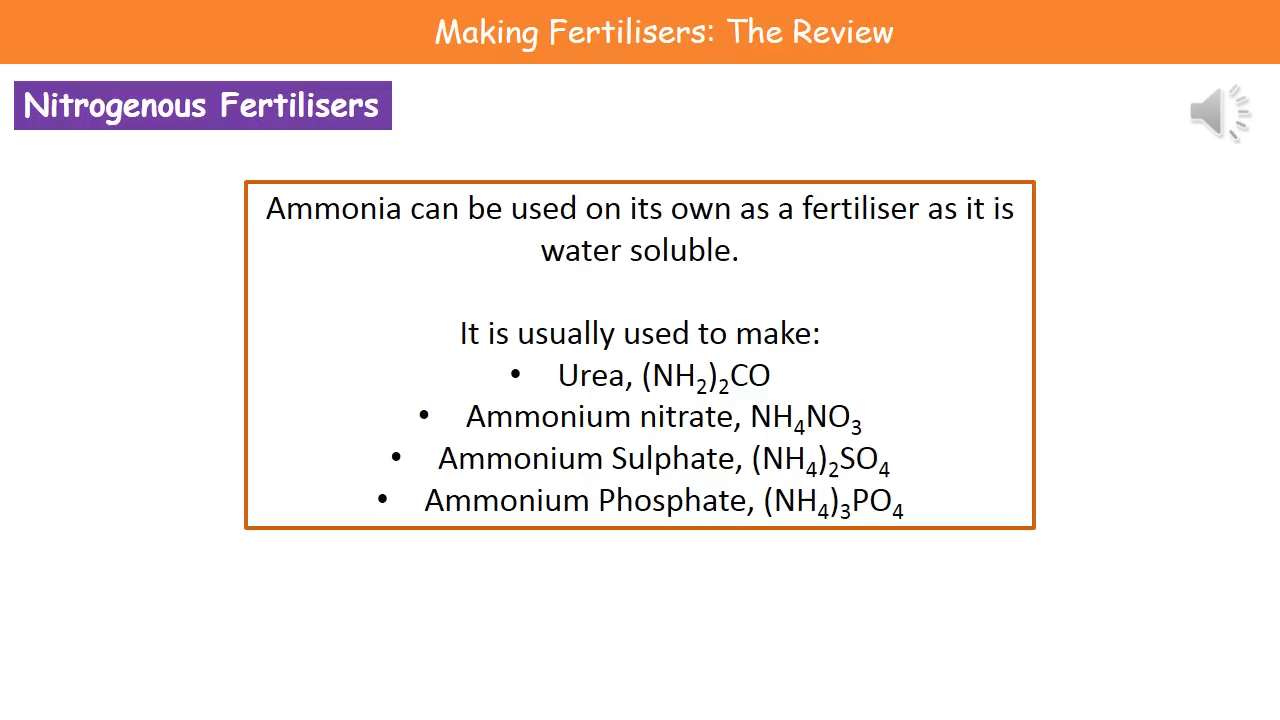 Making Fertilisers: The Review
Nitrogenous Fertilisers
Ammonia can be used on its own as a fertiliser as it is
water soluble.
It is usually used to make:
• Urea, (NH₂)₂CO
• Ammonium nitrate, NH₄NO₃
• Ammonium Sulphate, (NH₄)₂SO₄
• Ammonium Phosphate, (NH₄)₃PO₄